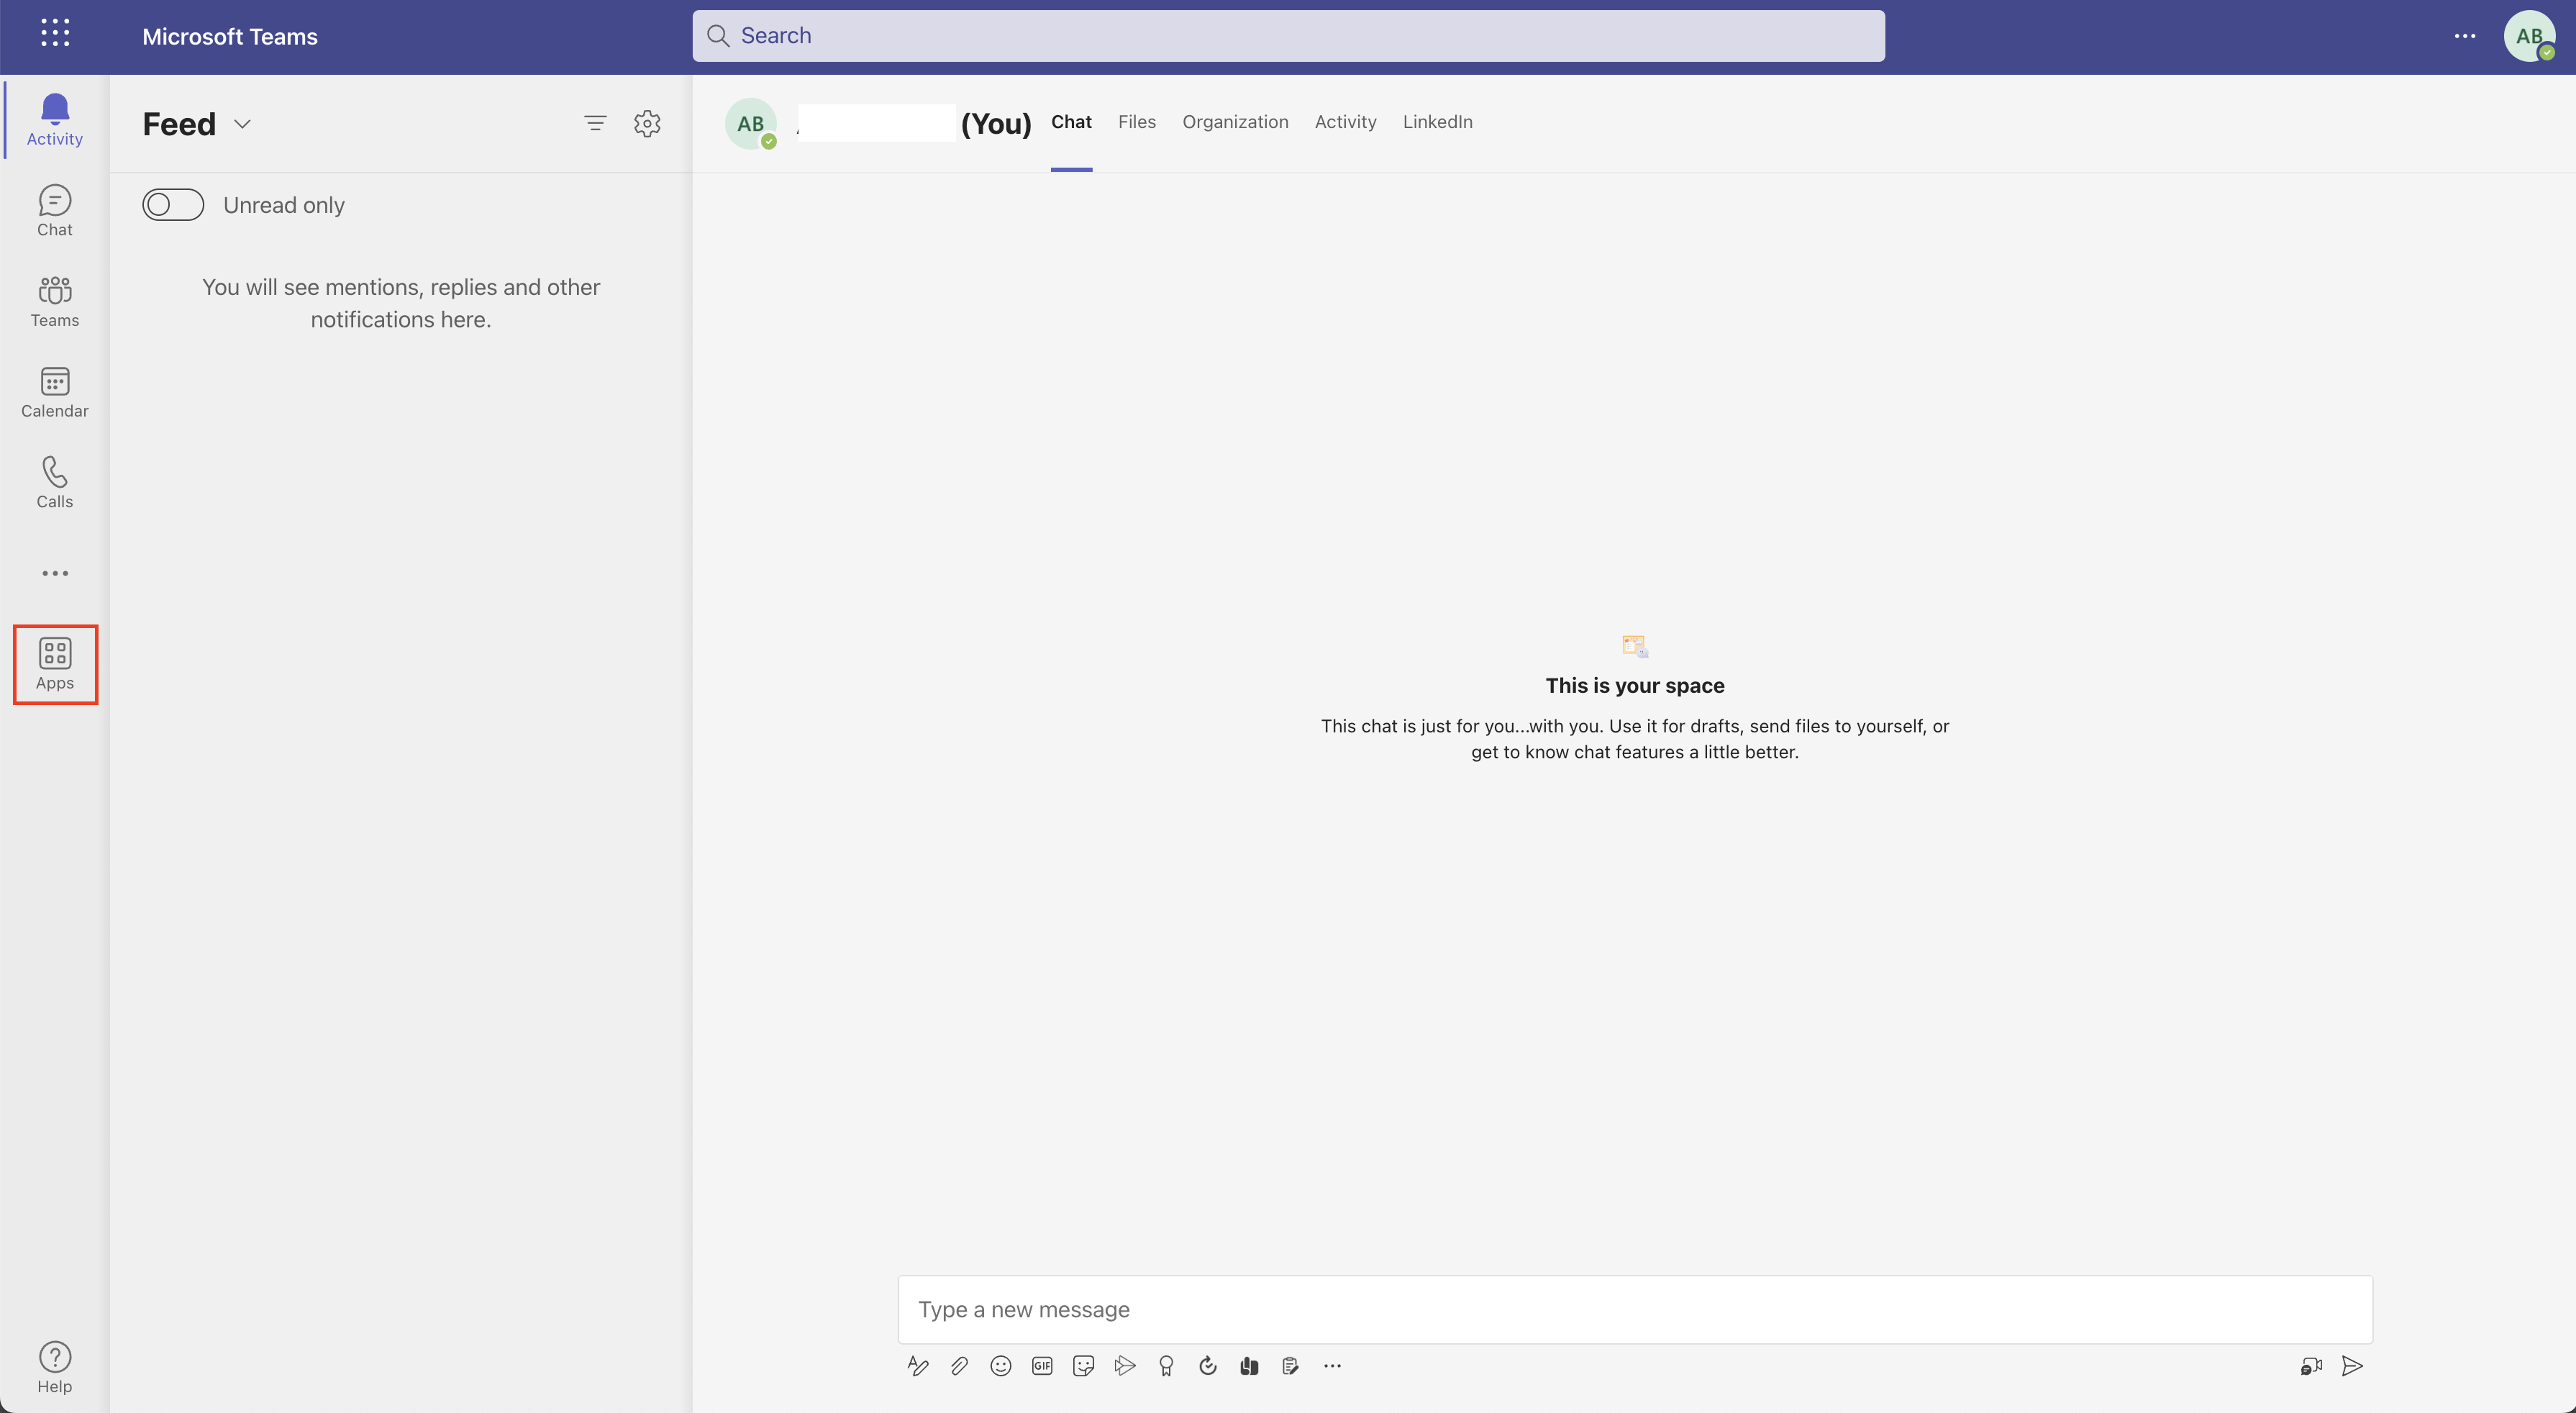 Microsoft Teams
Search
AB
Activity
Chat
Teams
Calendar
Calls
Apps
Help
Feed
Unread only
You will see mentions, replies and other
notifications here.
AB (You) Chat Files Organization Activity LinkedIn
This is your space
This chat is just for you...with you. Use it for drafts, send files to yourself, or
get to know chat features a little better.
Type a new message
GIF